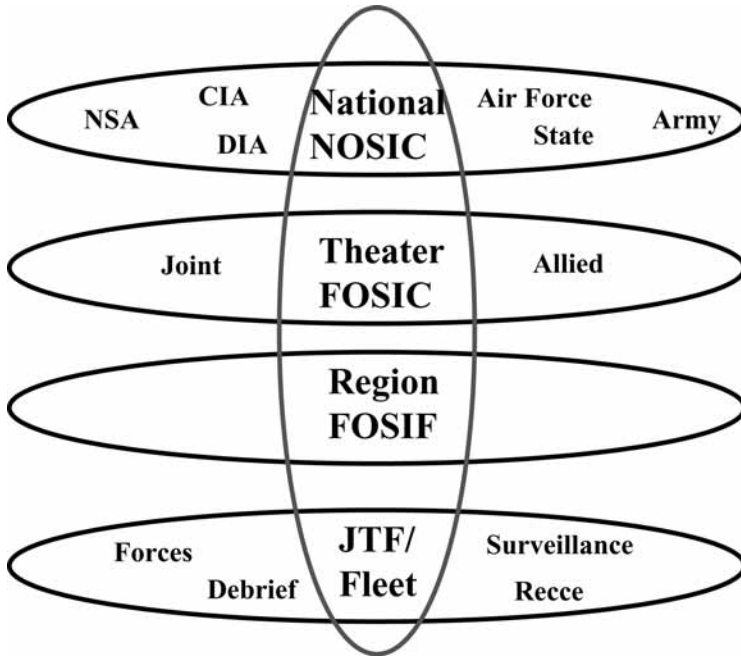 CIA
NSA
DIA
National
NOSIC
Air Force
State
Army
Joint
Theater
FOSIC
Allied
Region
FOSIF
Forces
Debrief
JTF/
Fleet
Surveillance
Recce